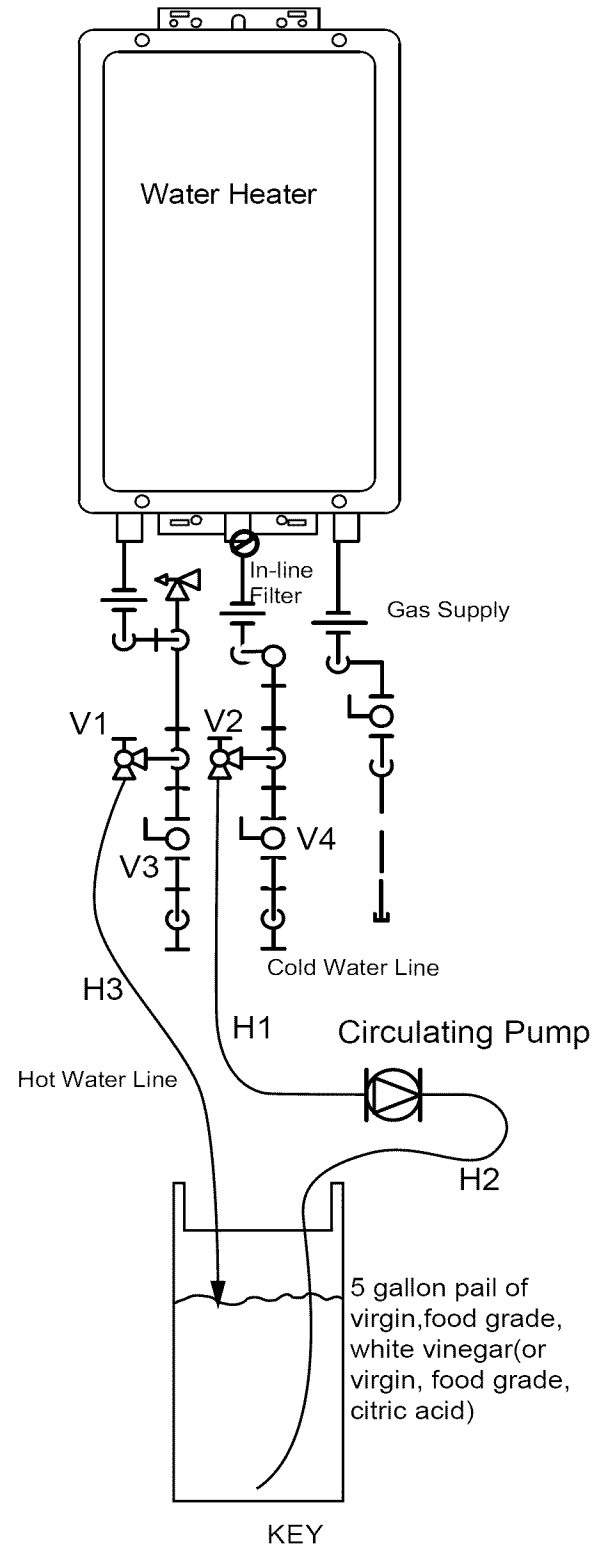 Water Heater
In-line
Filter
Gas Supply
V1
V2
V3
V4
Cold Water Line
H3
H1
Circulating Pump
Hot Water Line
H2
5 gallon pail of
virgin,food grade,
white vinegar(or
virgin, food grade,
citric acid)
KEY